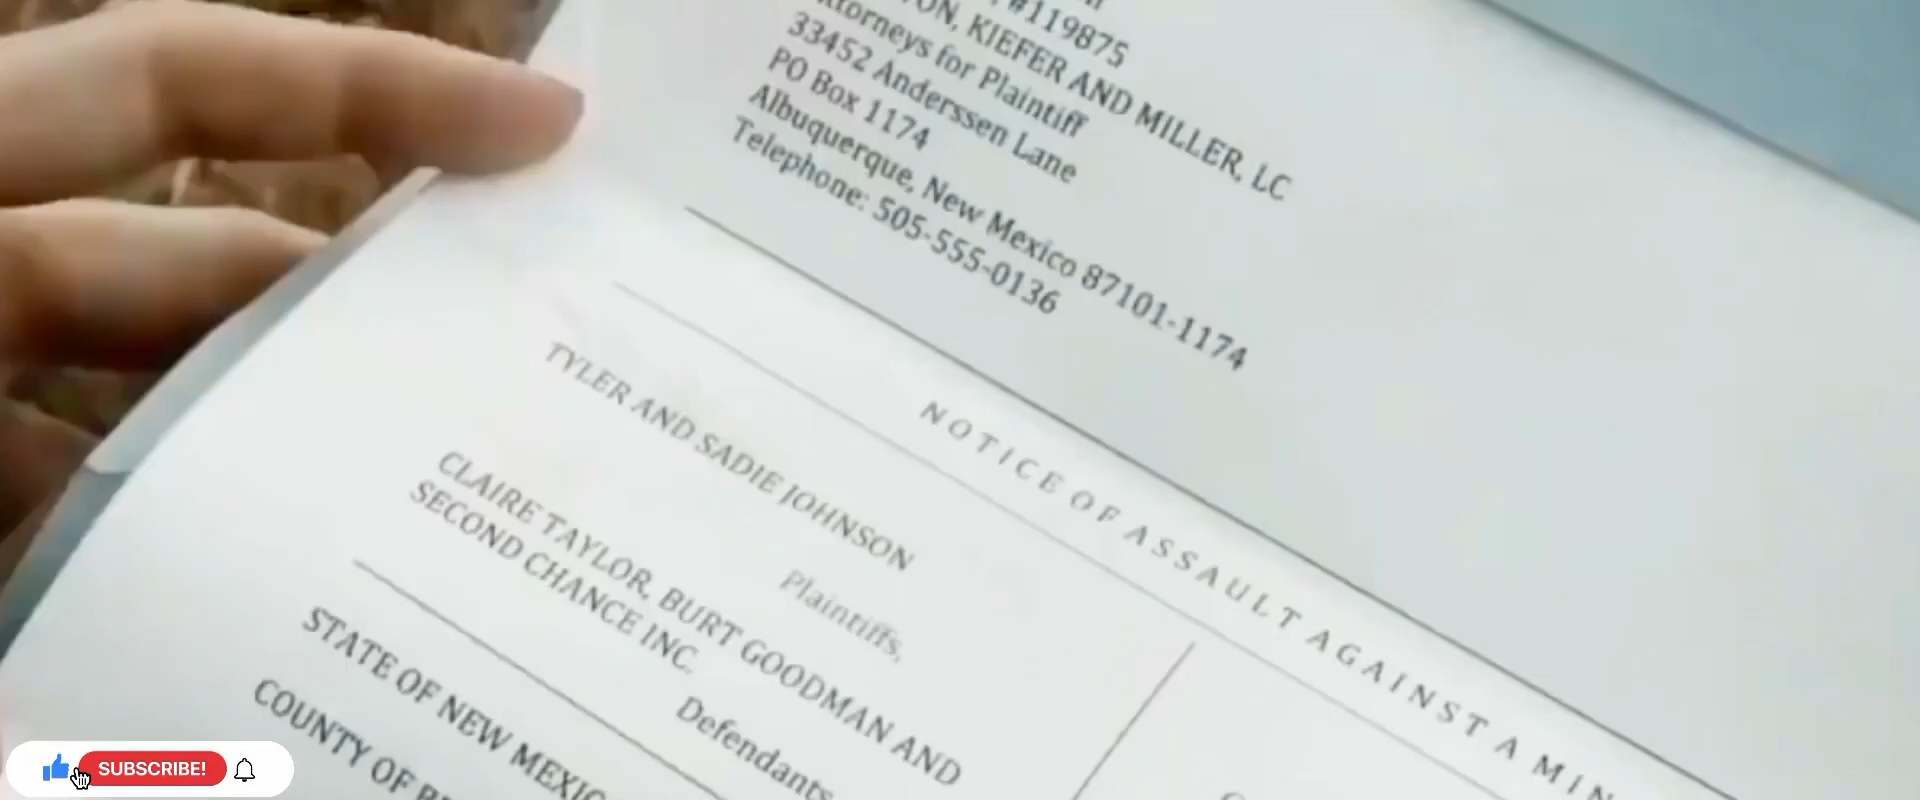 #119875
KIEFER AND MILLER, LC
Attorneys for Plaintiff
33452 Anderssen Lane
PO Box 1174
Albuquerque, New Mexico 87101-1174
Telephone: 505-555-0136
NOTICE OF ASSAULT AGAINST A MIN
TYLER AND SADIE JOHNSON
Plaintiffs,
CLAIRE TAYLOR, BURT GOODMAN AND
SECOND CHANCE INC.
Defendants
STATE OF NEW MEXIC
COUNTY OF
SUBSCRIBE!